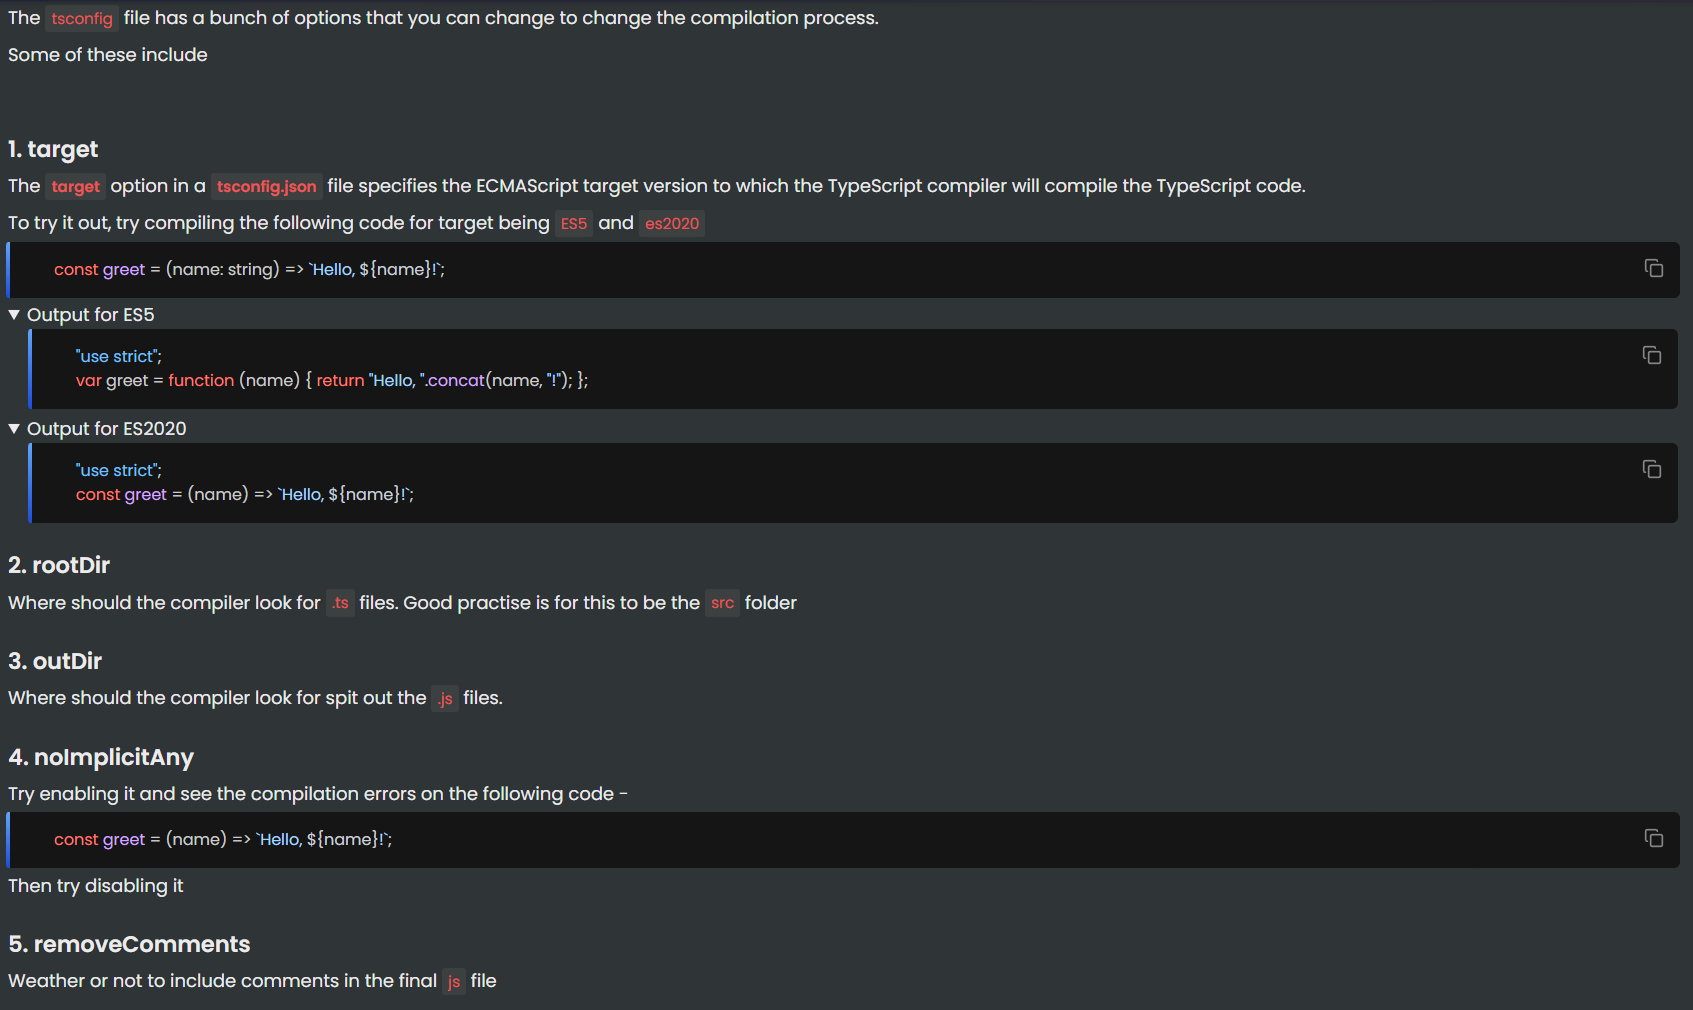 The tsconfig file has a bunch of options that you can change to change the compilation process.
Some of these include
1. target
The target option in a tsconfig.json file specifies the ECMAScript target version to which the TypeScript compiler will compile the TypeScript code.
To try it out, try compiling the following code for target being ES5 and es2020
const greet = (name: string) => `Hello, ${name}!`;
▼ Output for ES5
"use strict";
var greet = function (name) { return "Hello, ".concat(name, "!"); };
▼ Output for ES2020
"use strict";
const greet = (name) => `Hello, ${name}!`;
2. rootDir
Where should the compiler look for .ts files. Good practise is for this to be the src folder
3. outDir
Where should the compiler look for spit out the .js files.
4. noImplicitAny
Try enabling it and see the compilation errors on the following code -
const greet = (name) => `Hello, ${name}!`;
Then try disabling it
5. removeComments
Weather or not to include comments in the final js file